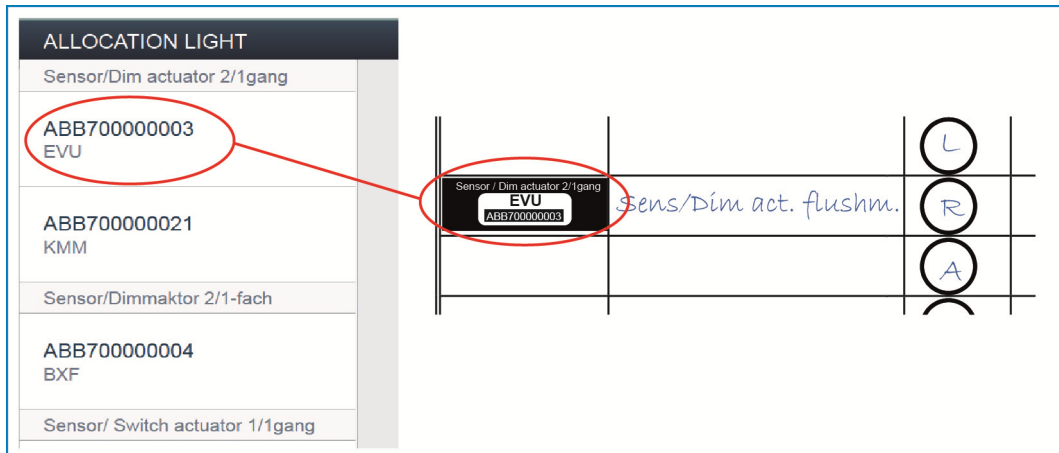 ALLOCATION LIGHT
Sensor/Dim actuator 2/1gang
ABB700000003
EVU
ABB700000021
KMM
Sensor/Dimmaktor 2/1-fach
ABB700000004
BXF
Sensor/ Switch actuator 1/1gang
L
Sensor / Dim actuator 2/1gang
EVU
ABB700000003
Sens/Dim act. flushm.
R
A